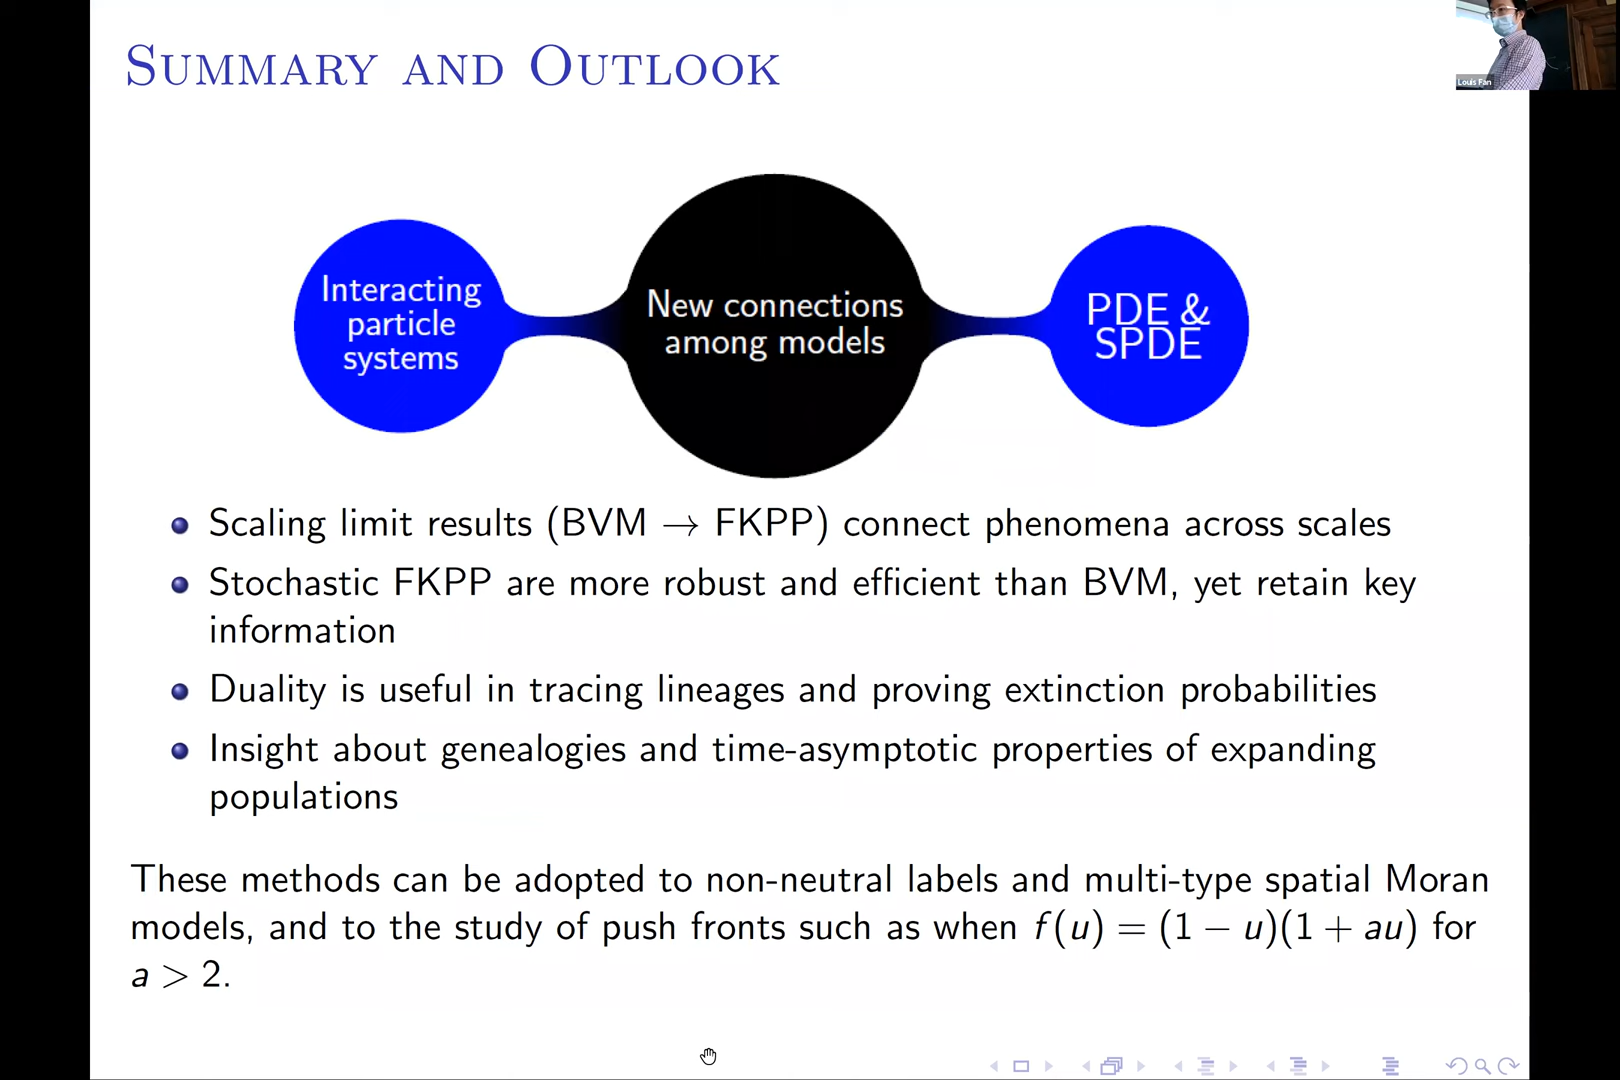 SUMMARY AND OUTLOOK
Louis Fan
Interacting
particle
systems
New connections
among models
PDE &
SPDE
Scaling limit results (BVM → FKPP) connect phenomena across scales
Stochastic FKPP are more robust and efficient than BVM, yet retain key
information
Duality is useful in tracing lineages and proving extinction probabilities
Insight about genealogies and time-asymptotic properties of expanding
populations
These methods can be adopted to non-neutral labels and multi-type spatial Moran
models, and to the study of push fronts such as when f(u) = (1 − u)(1 + au) for
a > 2.